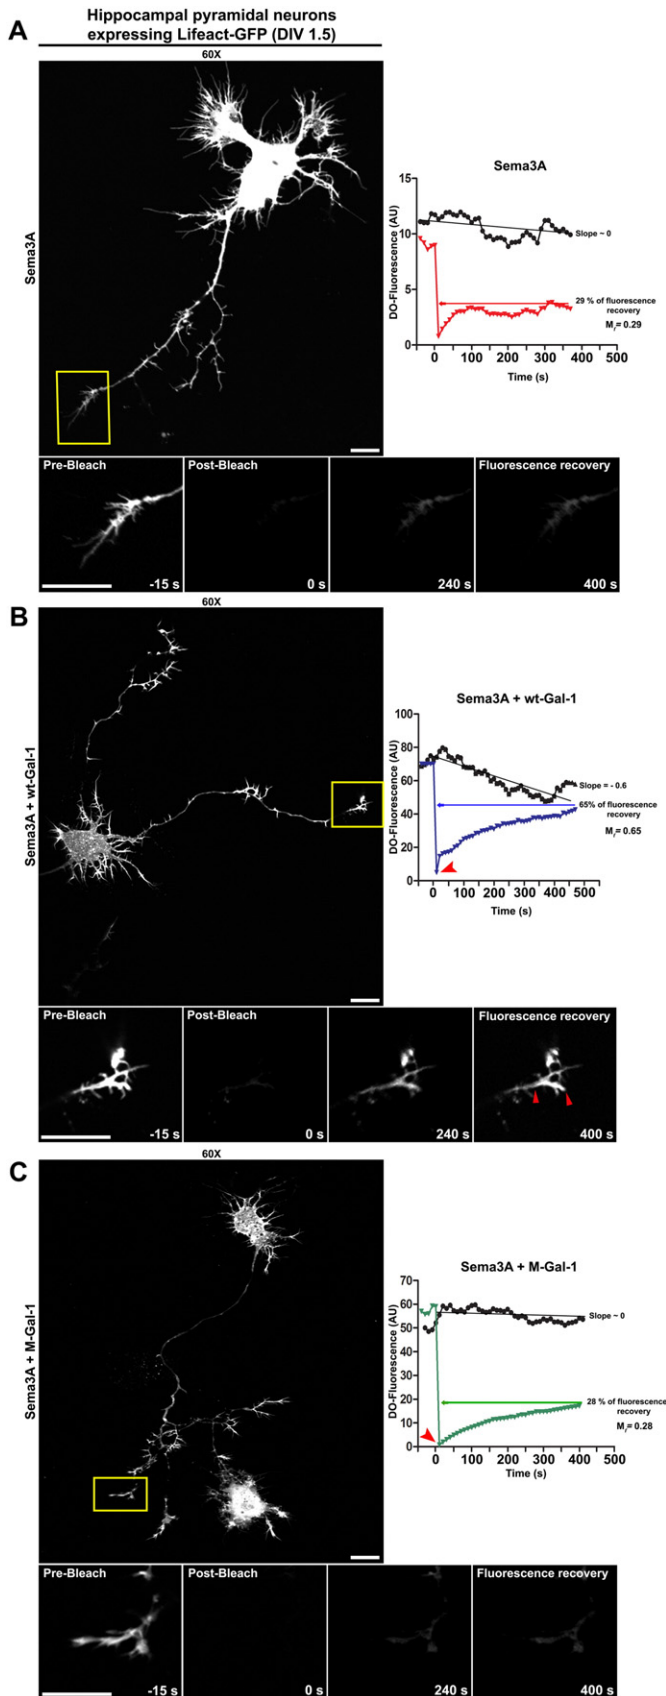 Hippocampal pyramidal neurons
expressing Lifeact-GFP (DIV 1.5)
A
60X
Sema3A
Sema3A
DO-Fluorescence (AU)
15
10
5
0
Slope ~ 0
29 % of fluorescence
recovery
Mf= 0.29
0 100 200 300 400 500
Time (s)
Pre-Bleach
-15 s
Post-Bleach
0 s
240 s
Fluorescence recovery
400 s
B
60X
Sema3A + wt-Gal-1
Sema3A + wt-Gal-1
DO-Fluorescence (AU)
100
80
60
40
20
0
Slope = - 0.6
65% of fluorescence
recovery
Mf= 0.65
0 100 200 300 400 500
Time (s)
Pre-Bleach
-15 s
Post-Bleach
0 s
240 s
Fluorescence recovery
400 s
C
60X
Sema3A + M-Gal-1
Sema3A + M-Gal-1
DO-Fluorescence (AU)
70
60
50
40
30
20
10
0
Slope ~ 0
28 % of fluorescence
recovery
Mf= 0.28
0 100 200 300 400 500
Time (s)
Pre-Bleach
-15 s
Post-Bleach
0 s
240 s
Fluorescence recovery
400 s